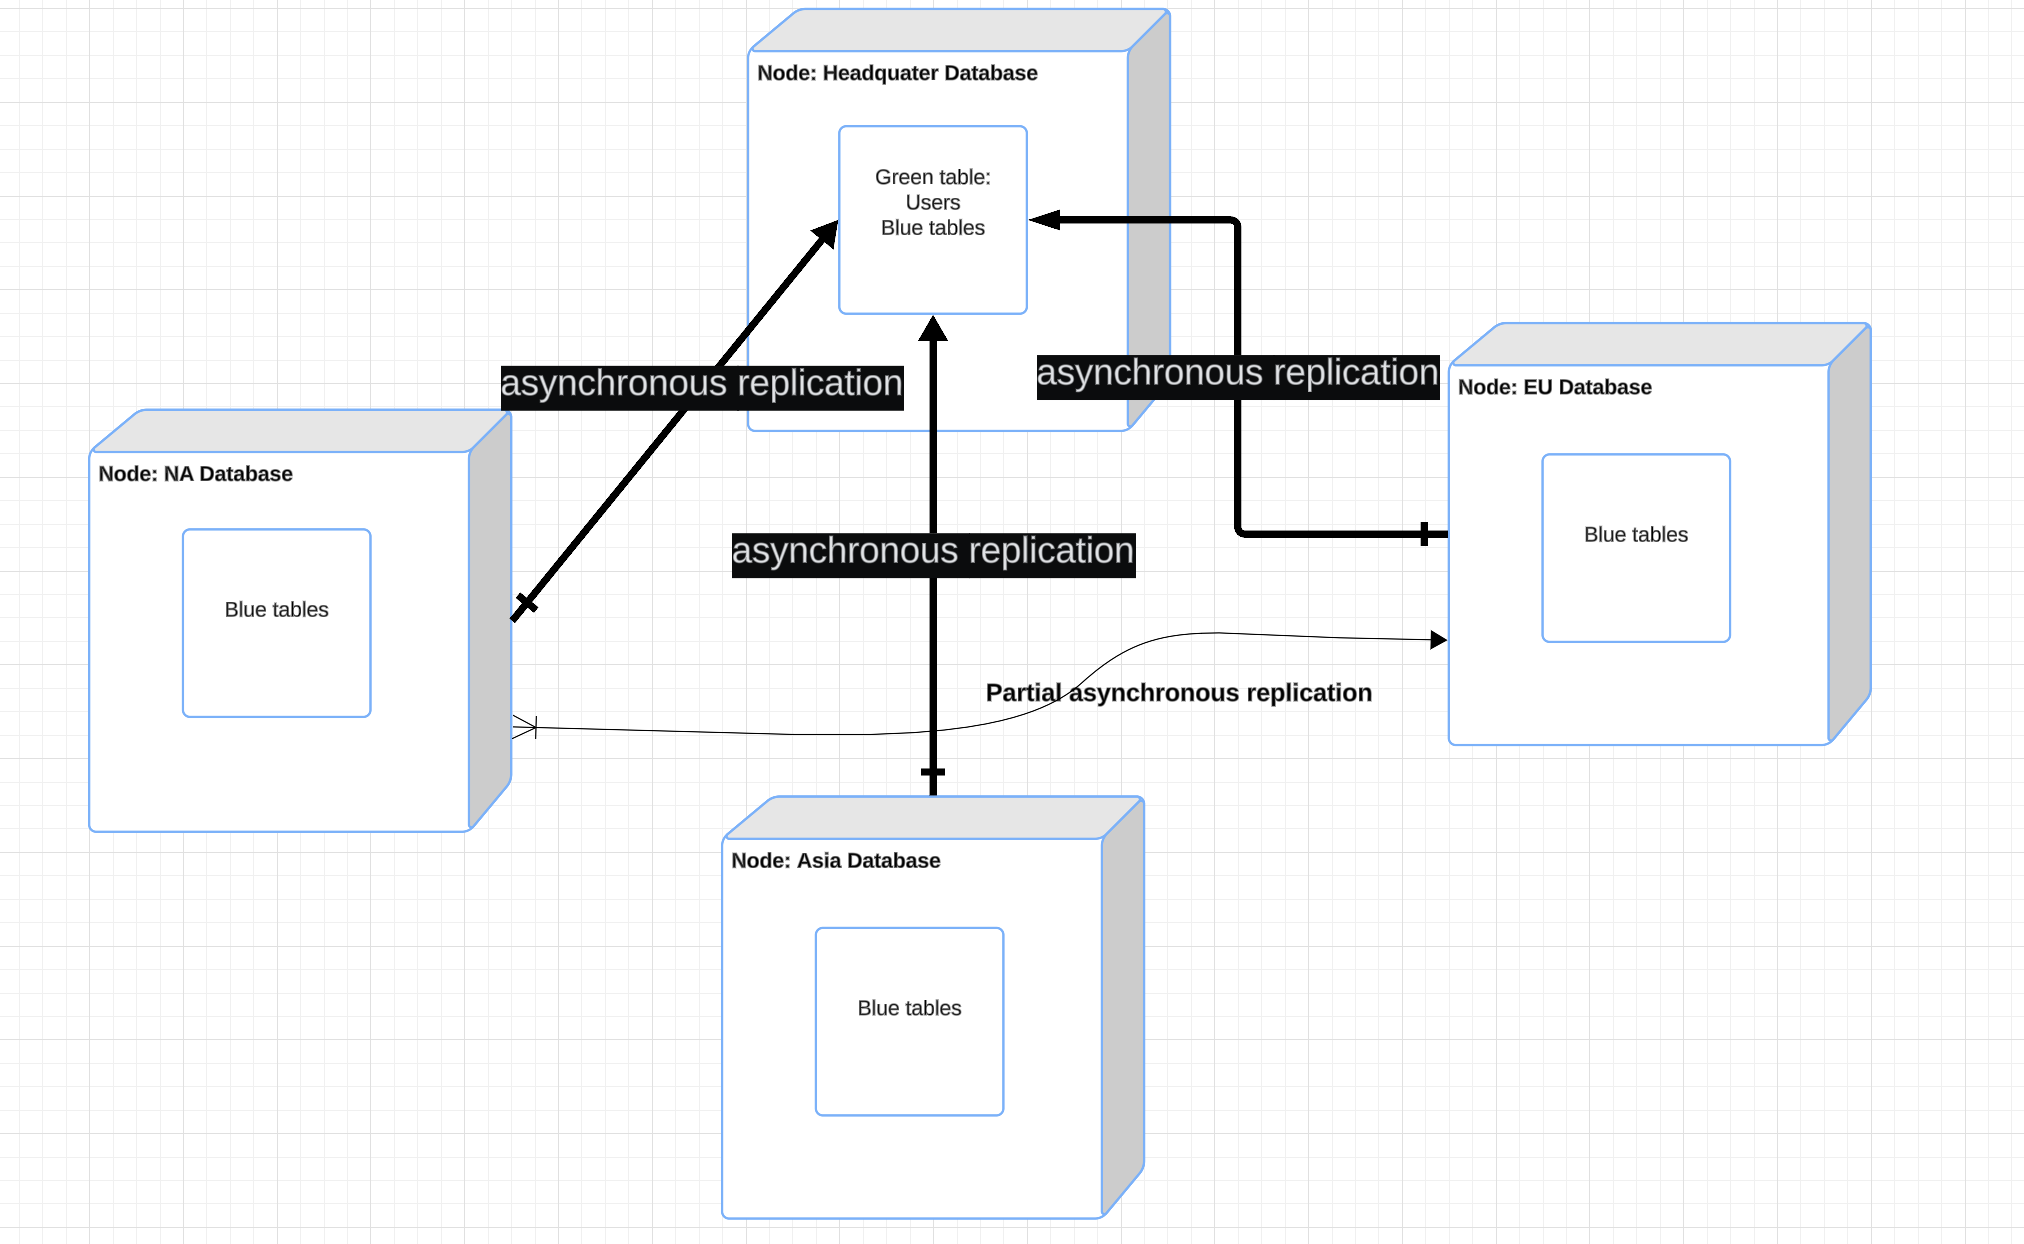 Node: Headquater Database
Green table:
Users
Blue tables
asynchronous replication
asynchronous replication
Node: EU Database
Blue tables
Node: NA Database
Blue tables
asynchronous replication
Partial asynchronous replication
Node: Asia Database
Blue tables